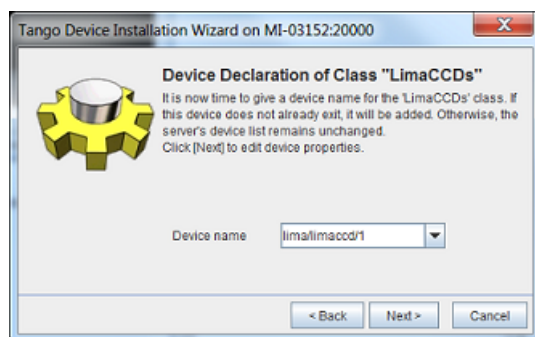 Tango Device Installation Wizard on MI-03152:20000
X
Device Declaration of Class "LimaCCDs"
It is now time to give a device name for the 'LimaCCDs' class. If
this device does not already exit, it will be added. Otherwise, the
server's device list remains unchanged.
Click [Next] to edit device properties.
Device name lima/limaccd/1
< Back Next > Cancel